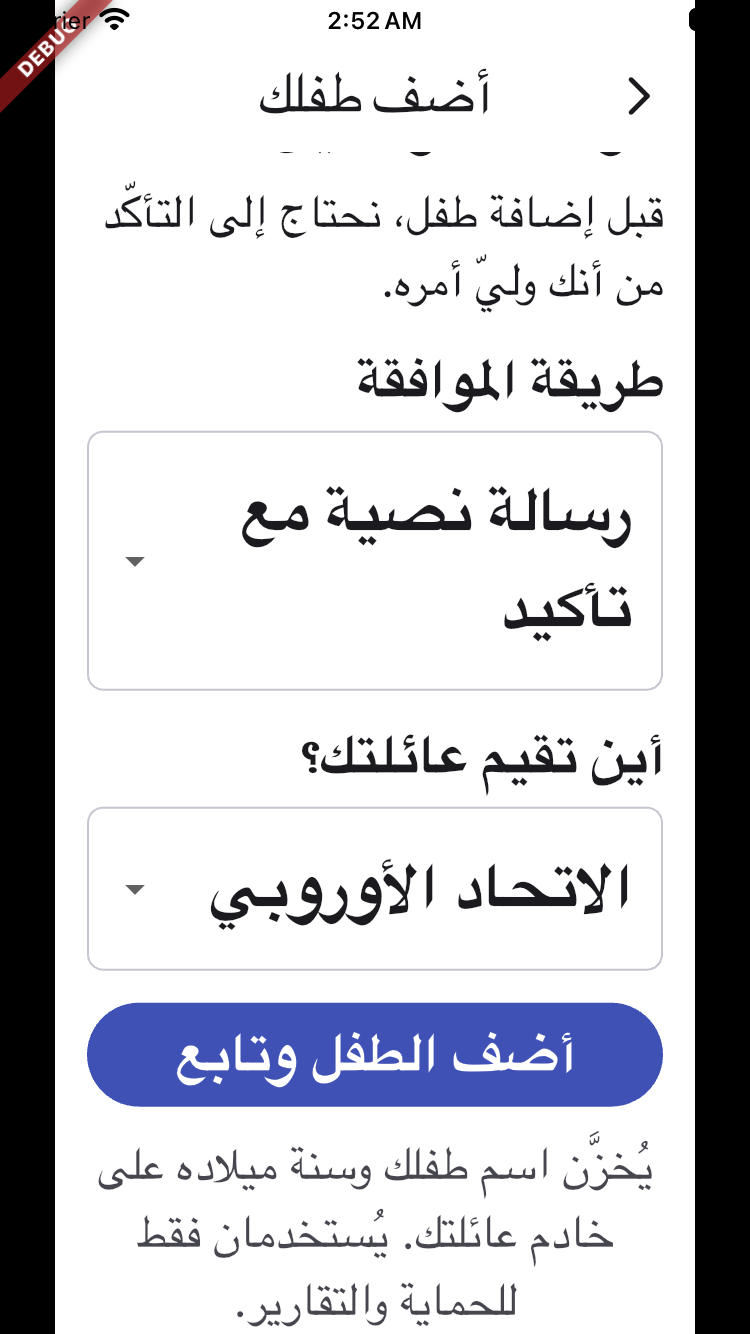 2:52 AM
DEBUG
أضف طفلك
قبل إضافة طفل، نحتاج إلى التأكّد
من أنك وليّ أمره.
طريقة الموافقة
رسالة نصية مع
تأكيد
أين تقيم عائلتك؟
الاتحاد الأوروبي
أضف الطفل وتابع
يُخزَّن اسم طفلك وسنة ميلاده على
خادم عائلتك. يُستخدمان فقط
للحماية والتقارير.